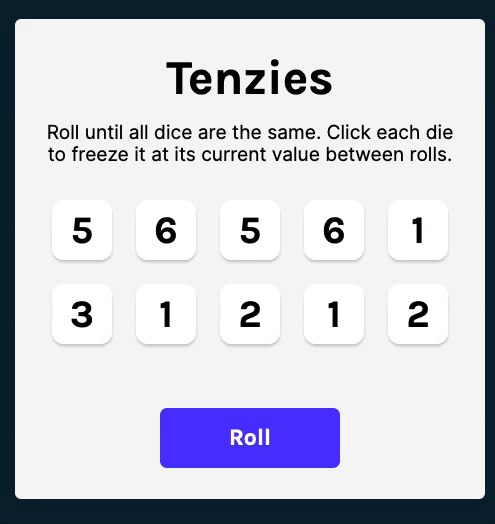 Tenzies
Roll until all dice are the same. Click each die
to freeze it at its current value between rolls.
5 6 5 6 1
3 1 2 1 2
Roll